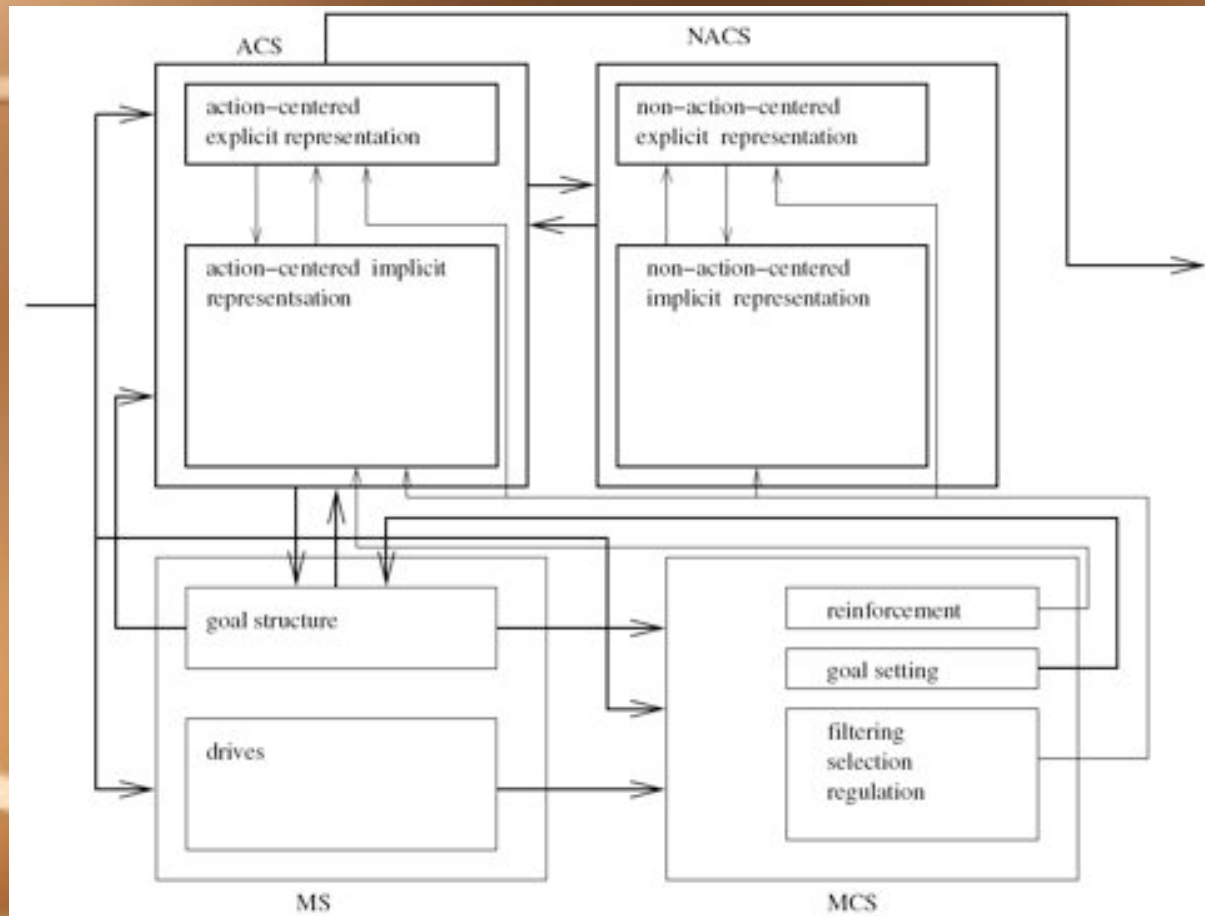 ACS
NACS
action-centered
explicit representation
non-action-centered
explicit representation
action-centered implicit
representsation
non-action-centered
implicit representation
goal structure
drives
reinforcement
goal setting
filtering
selection
regulation
MS
MCS